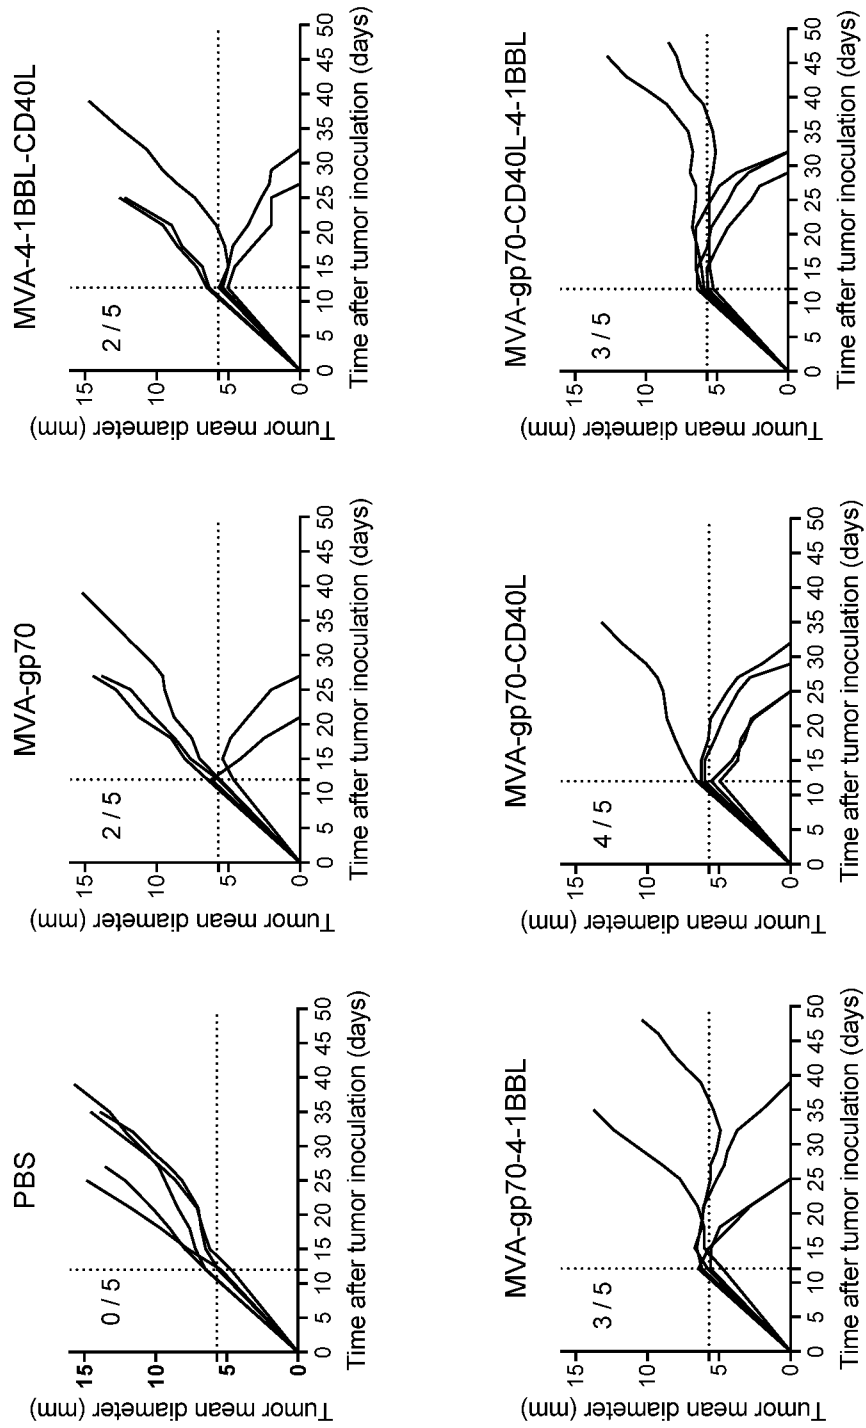 PBS
Tumor mean diameter (mm)
15
10
5
0
0 / 5
0 5 10 15 20 25 30 35 40 45 50
Time after tumor inoculation (days)
MVA-gp70
Tumor mean diameter (mm)
15
10
5
0
2 / 5
0 5 10 15 20 25 30 35 40 45 50
Time after tumor inoculation (days)
MVA-4-1BBL-CD40L
Tumor mean diameter (mm)
15
10
5
0
2 / 5
0 5 10 15 20 25 30 35 40 45 50
Time after tumor inoculation (days)
MVA-gp70-4-1BBL
Tumor mean diameter (mm)
15
10
5
0
3 / 5
0 5 10 15 20 25 30 35 40 45 50
Time after tumor inoculation (days)
MVA-gp70-CD40L
Tumor mean diameter (mm)
15
10
5
0
4 / 5
0 5 10 15 20 25 30 35 40 45 50
Time after tumor inoculation (days)
MVA-gp70-CD40L-4-1BBL
Tumor mean diameter (mm)
15
10
5
0
3 / 5
0 5 10 15 20 25 30 35 40 45 50
Time after tumor inoculation (days)